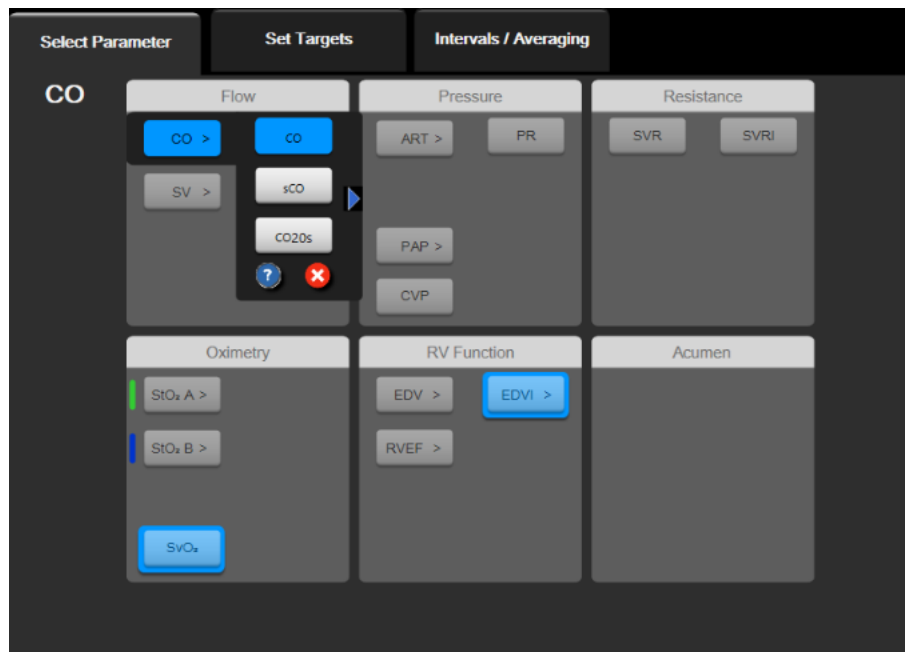 Select Parameter
Set Targets
Intervals / Averaging
CO
Flow
CO >
CO
SV >
sCO
CO20s
?
Pressure
ART >
PR
PAP >
CVP
Resistance
SVR
SVRI
Oximetry
StO₂ A >
StO₂ B >
SvO₂
RV Function
EDV >
EDVI >
RVEF >
Acumen